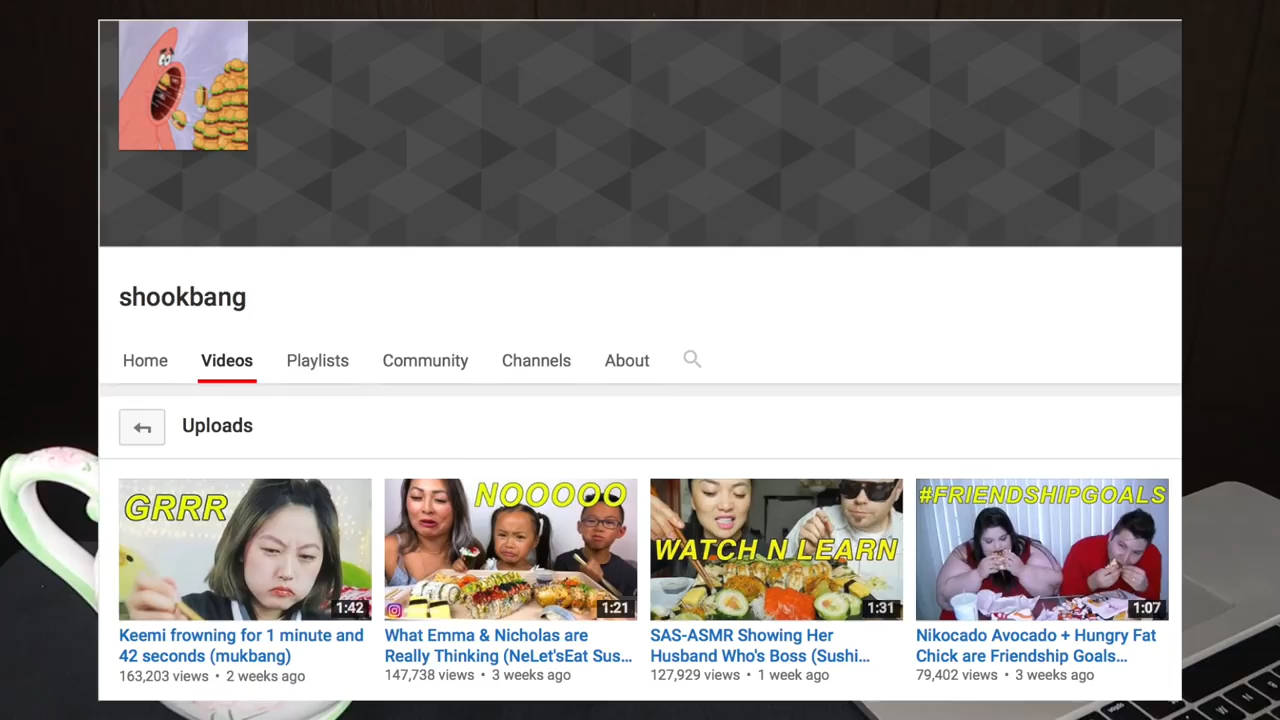 shookbang
Home Videos Playlists Community Channels About
Uploads
GRRR
1:42
NOOOOO
1:21
WATCH N LEARN
1:31
#FRIENDSHIPGOALS
1:07
Keemi frowning for 1 minute and
42 seconds (mukbang)
163,203 views • 2 weeks ago
What Emma & Nicholas are
Really Thinking (NeLet'sEat Sus...
147,738 views • 3 weeks ago
SAS-ASMR Showing Her
Husband Who's Boss (Sushi...
127,929 views • 1 week ago
Nikocado Avocado + Hungry Fat
Chick are Friendship Goals...
79,402 views • 3 weeks ago